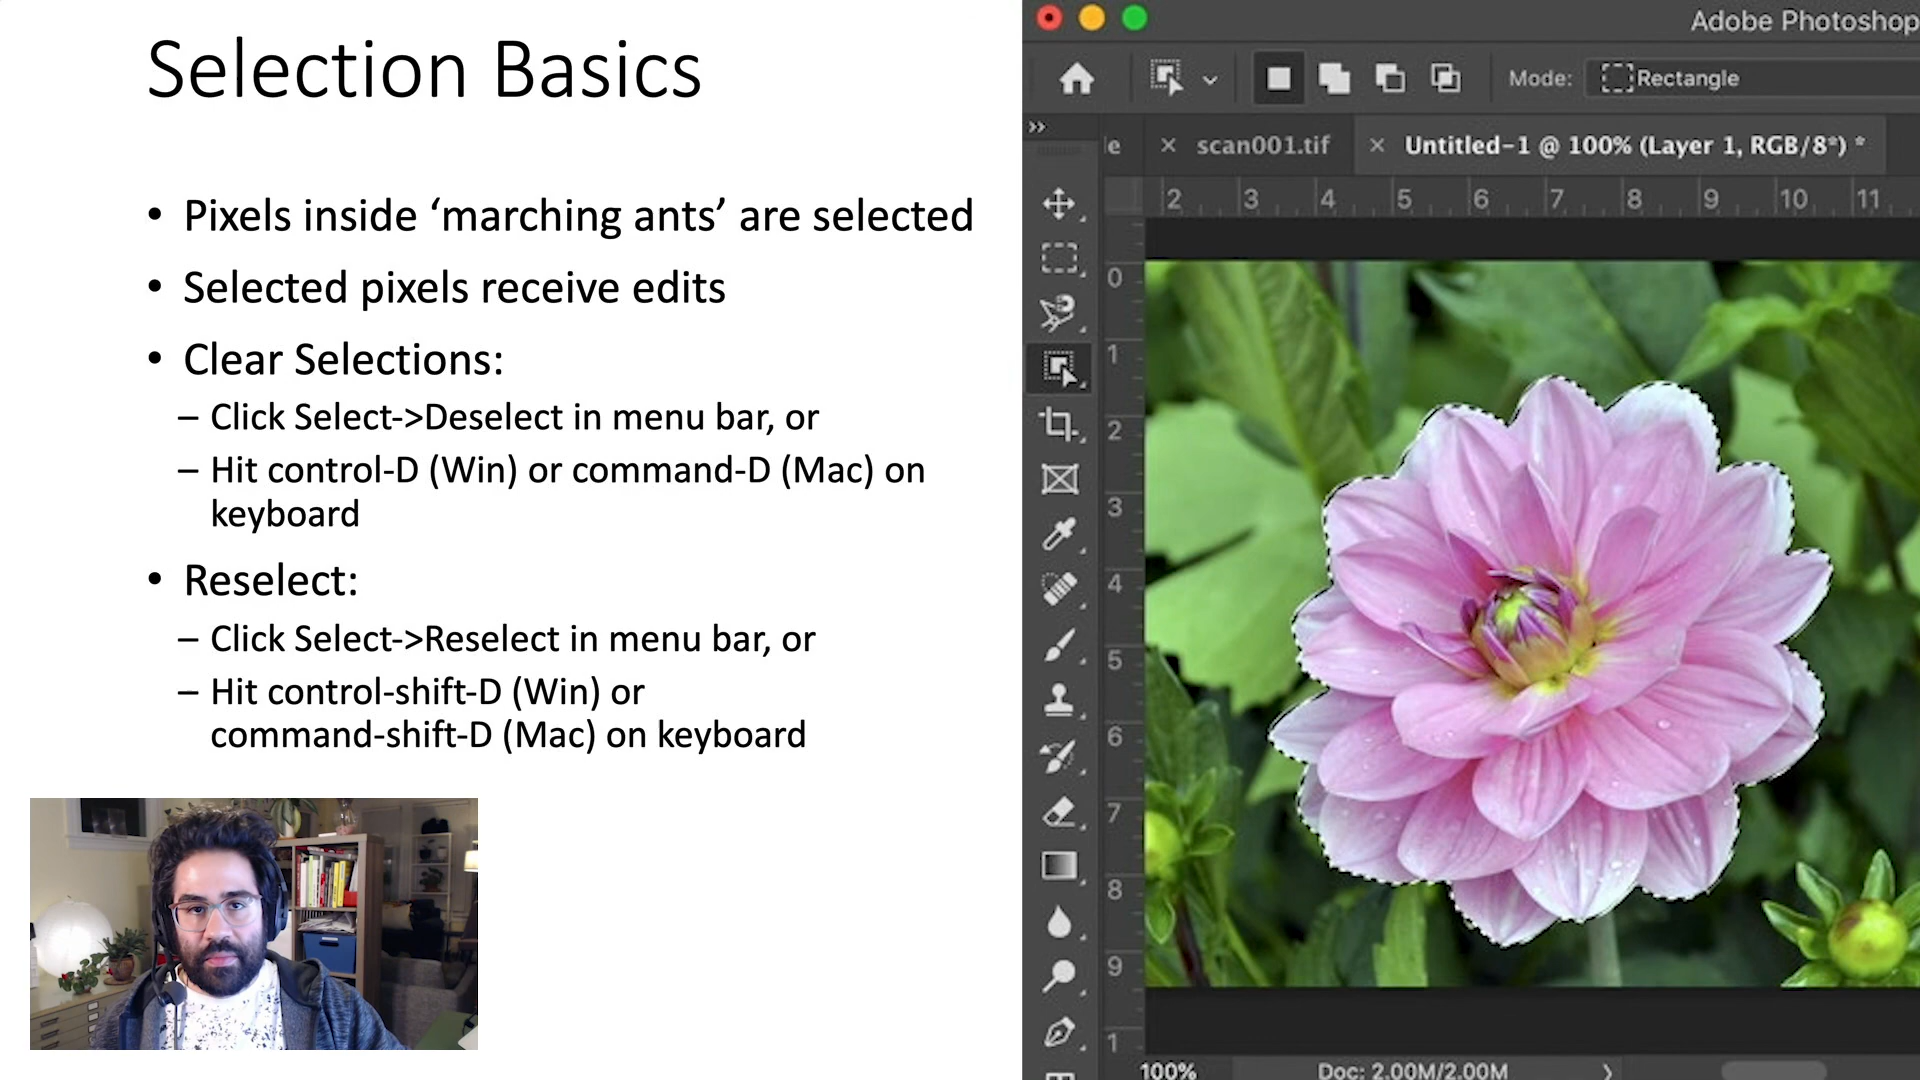 Selection Basics
• Pixels inside ‘marching ants’ are selected
• Selected pixels receive edits
• Clear Selections:
– Click Select->Deselect in menu bar, or
– Hit control-D (Win) or command-D (Mac) on
keyboard
• Reselect:
– Click Select->Reselect in menu bar, or
– Hit control-shift-D (Win) or
command-shift-D (Mac) on keyboard
Adobe Photoshop
Mode: Rectangle
e × scan001.tif × Untitled-1 @ 100% (Layer 1, RGB/8*) *
2 3 4 5 6 7 8 9 10 11
0
1
2
3
4
5
6
7
8
9
1
100% Doc: 2.00M/2.00M